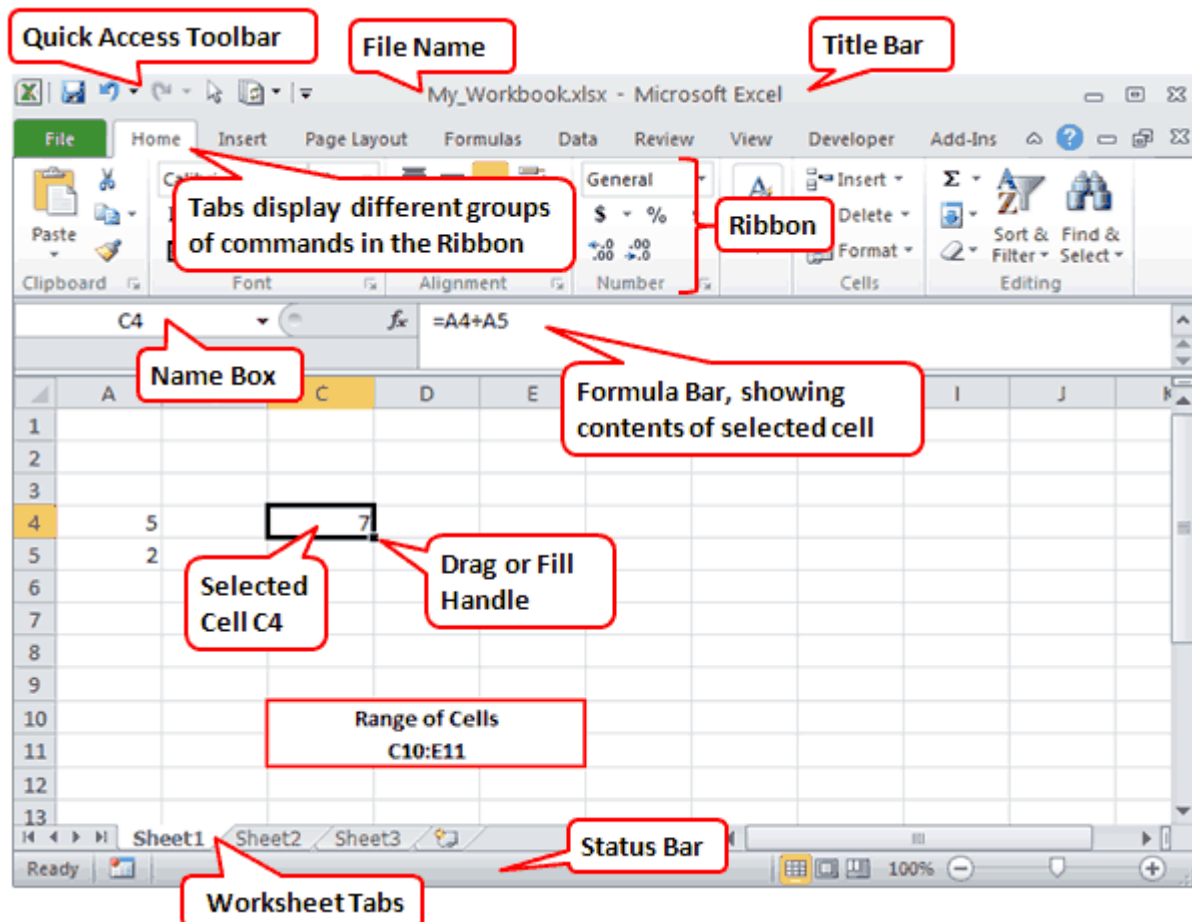 Quick Access Toolbar
File Name
Title Bar
My_Workbook.xlsx - Microsoft Excel
File Home Insert Page Layout Formulas Data Review View Developer Add-Ins
General
Insert
Σ
Tabs display different groups
of commands in the Ribbon
$ %
Ribbon
Delete
Paste
Sort & Find &
Format
Filter Select
Clipboard Font Alignment Number Cells Editing
C4 fx =A4+A5
Name Box
Formula Bar, showing
contents of selected cell
A C D E I J K
1
2
3
4 5 7
5 2
Drag or Fill
Handle
Selected
Cell C4
6
7
8
9
10 Range of Cells
11 C10:E11
12
13
Sheet1 Sheet2 Sheet3
Status Bar
Ready 100%
Worksheet Tabs